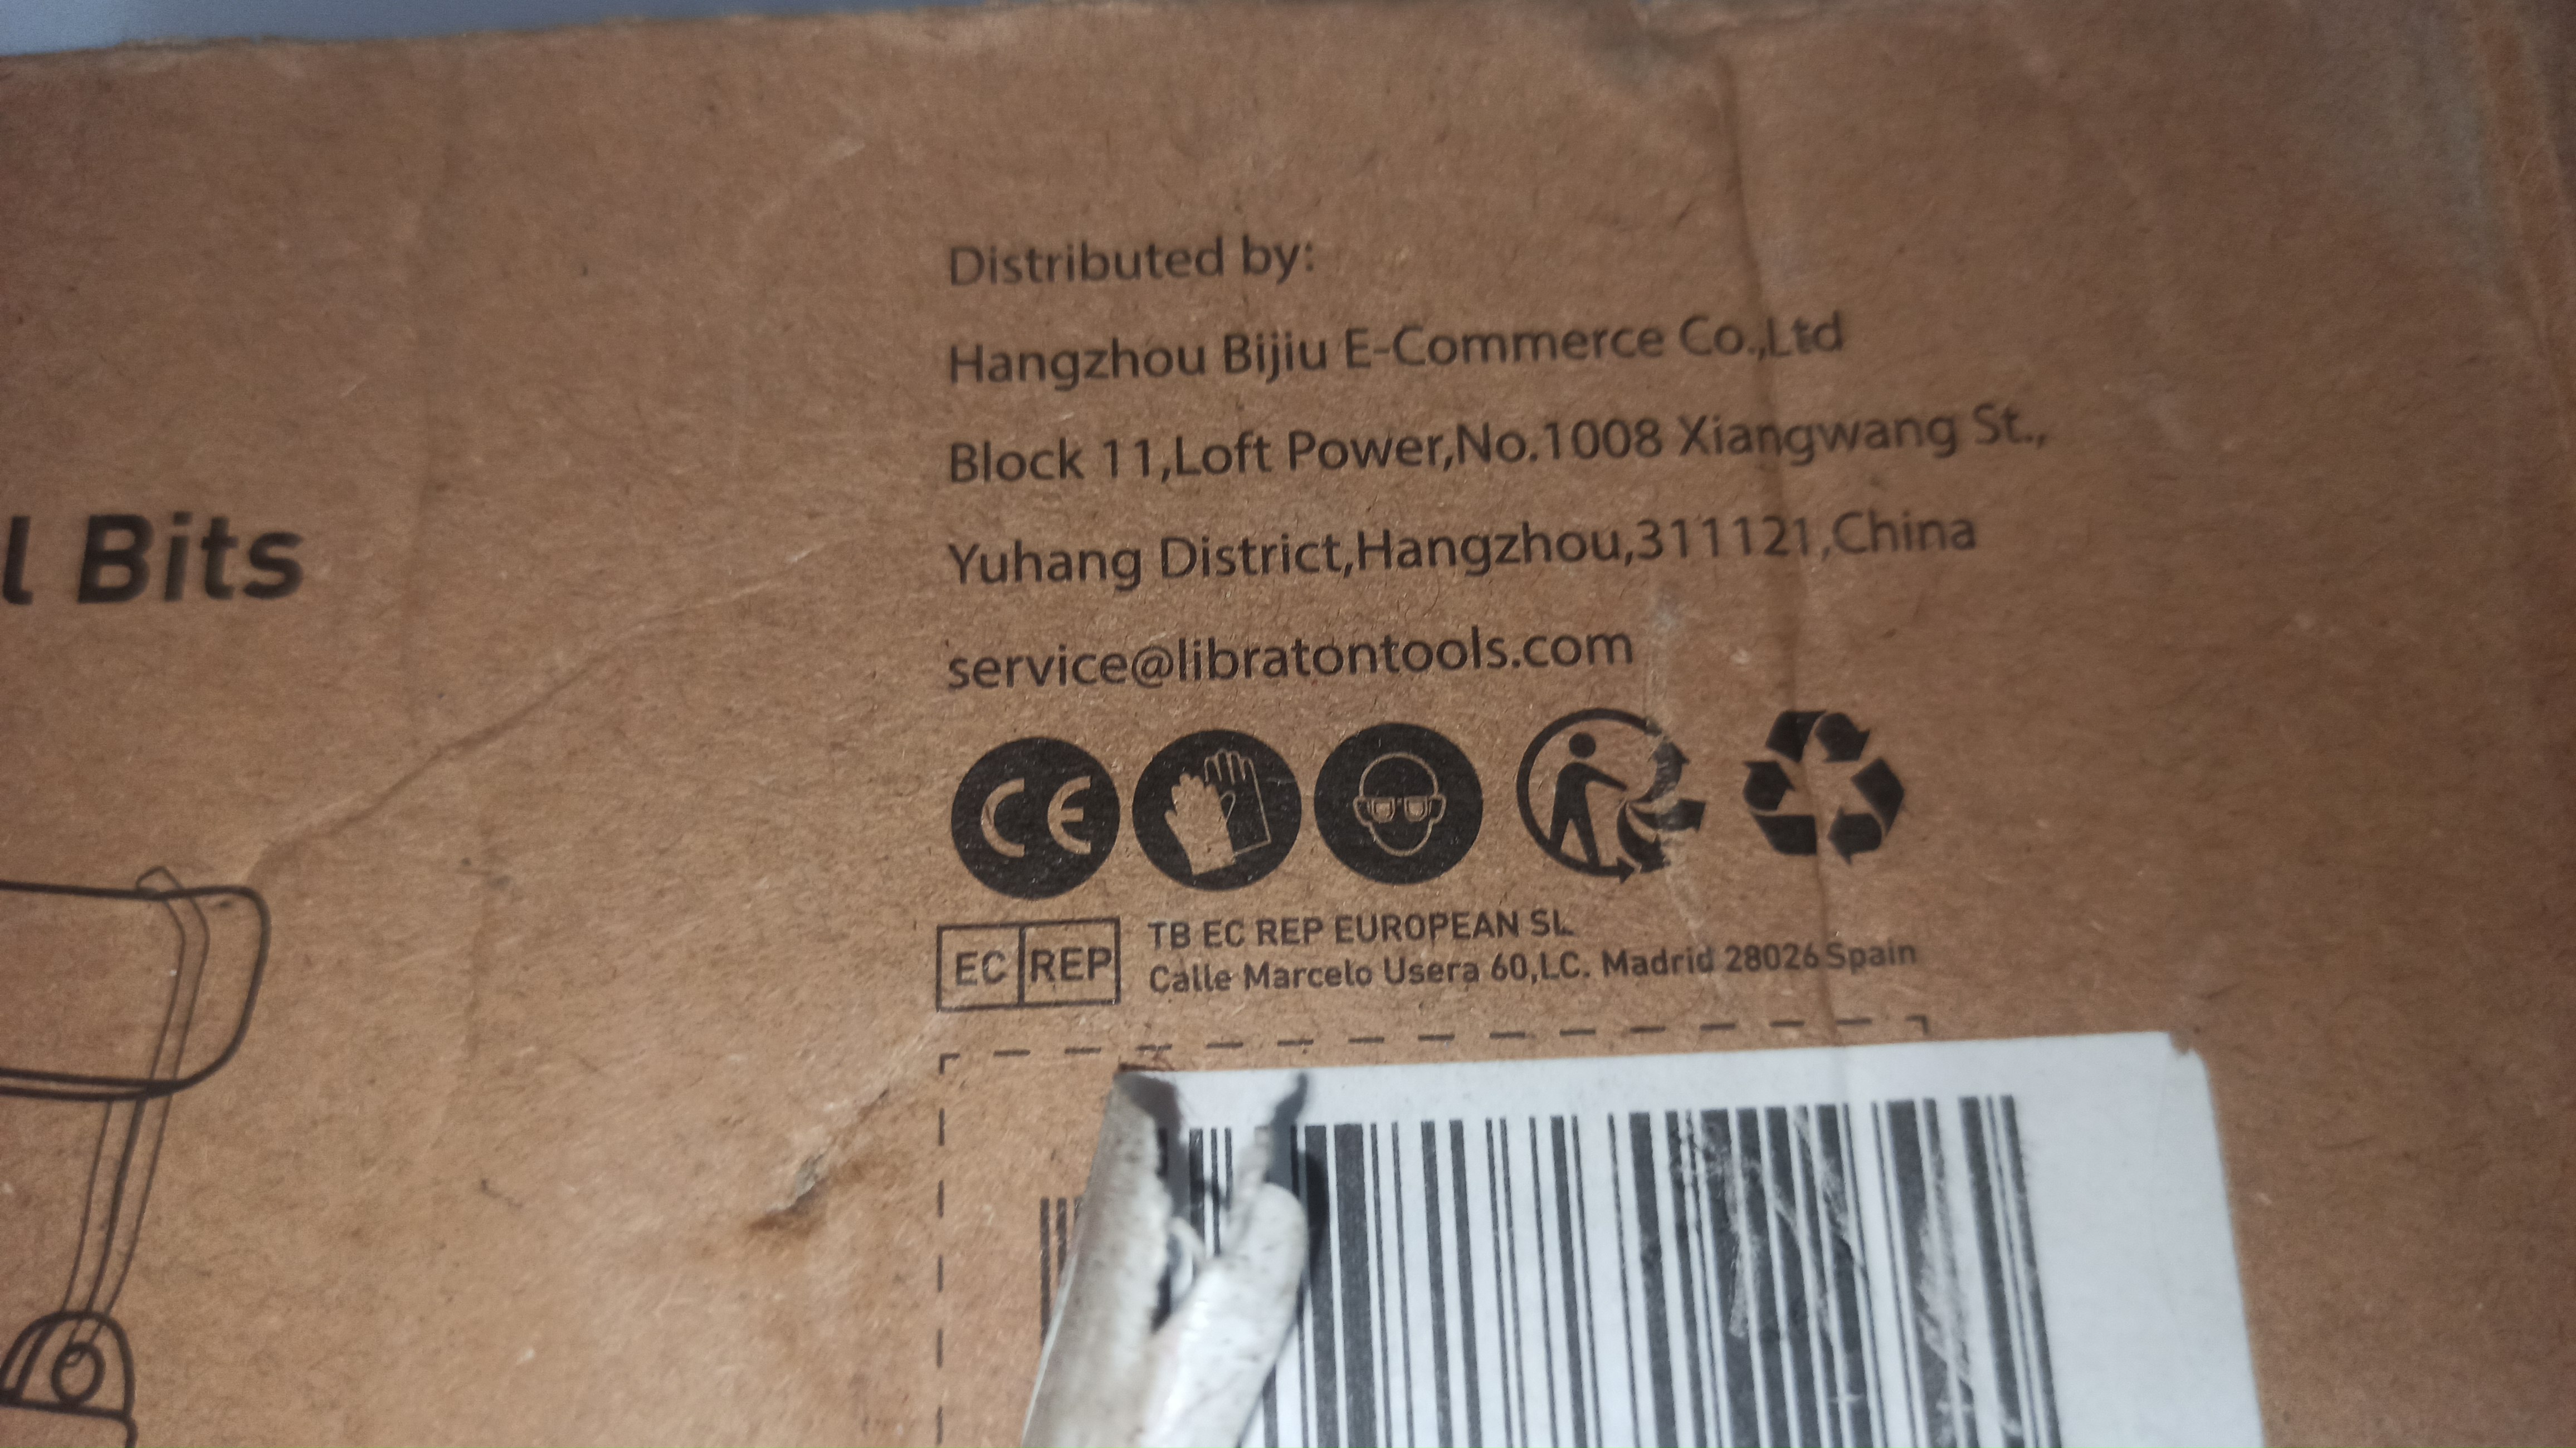 Distributed by:
Hangzhou Bijiu E-Commerce Co.,Ltd
Block 11,Loft Power,No.1008 Xiangwang St.,
Yuhang District,Hangzhou,311121,China
service@libratontools.com
l Bits
CE
EC REP
TB EC REP EUROPEAN SL
Calle Marcelo Usera 60,LC. Madrid 28026 Spain